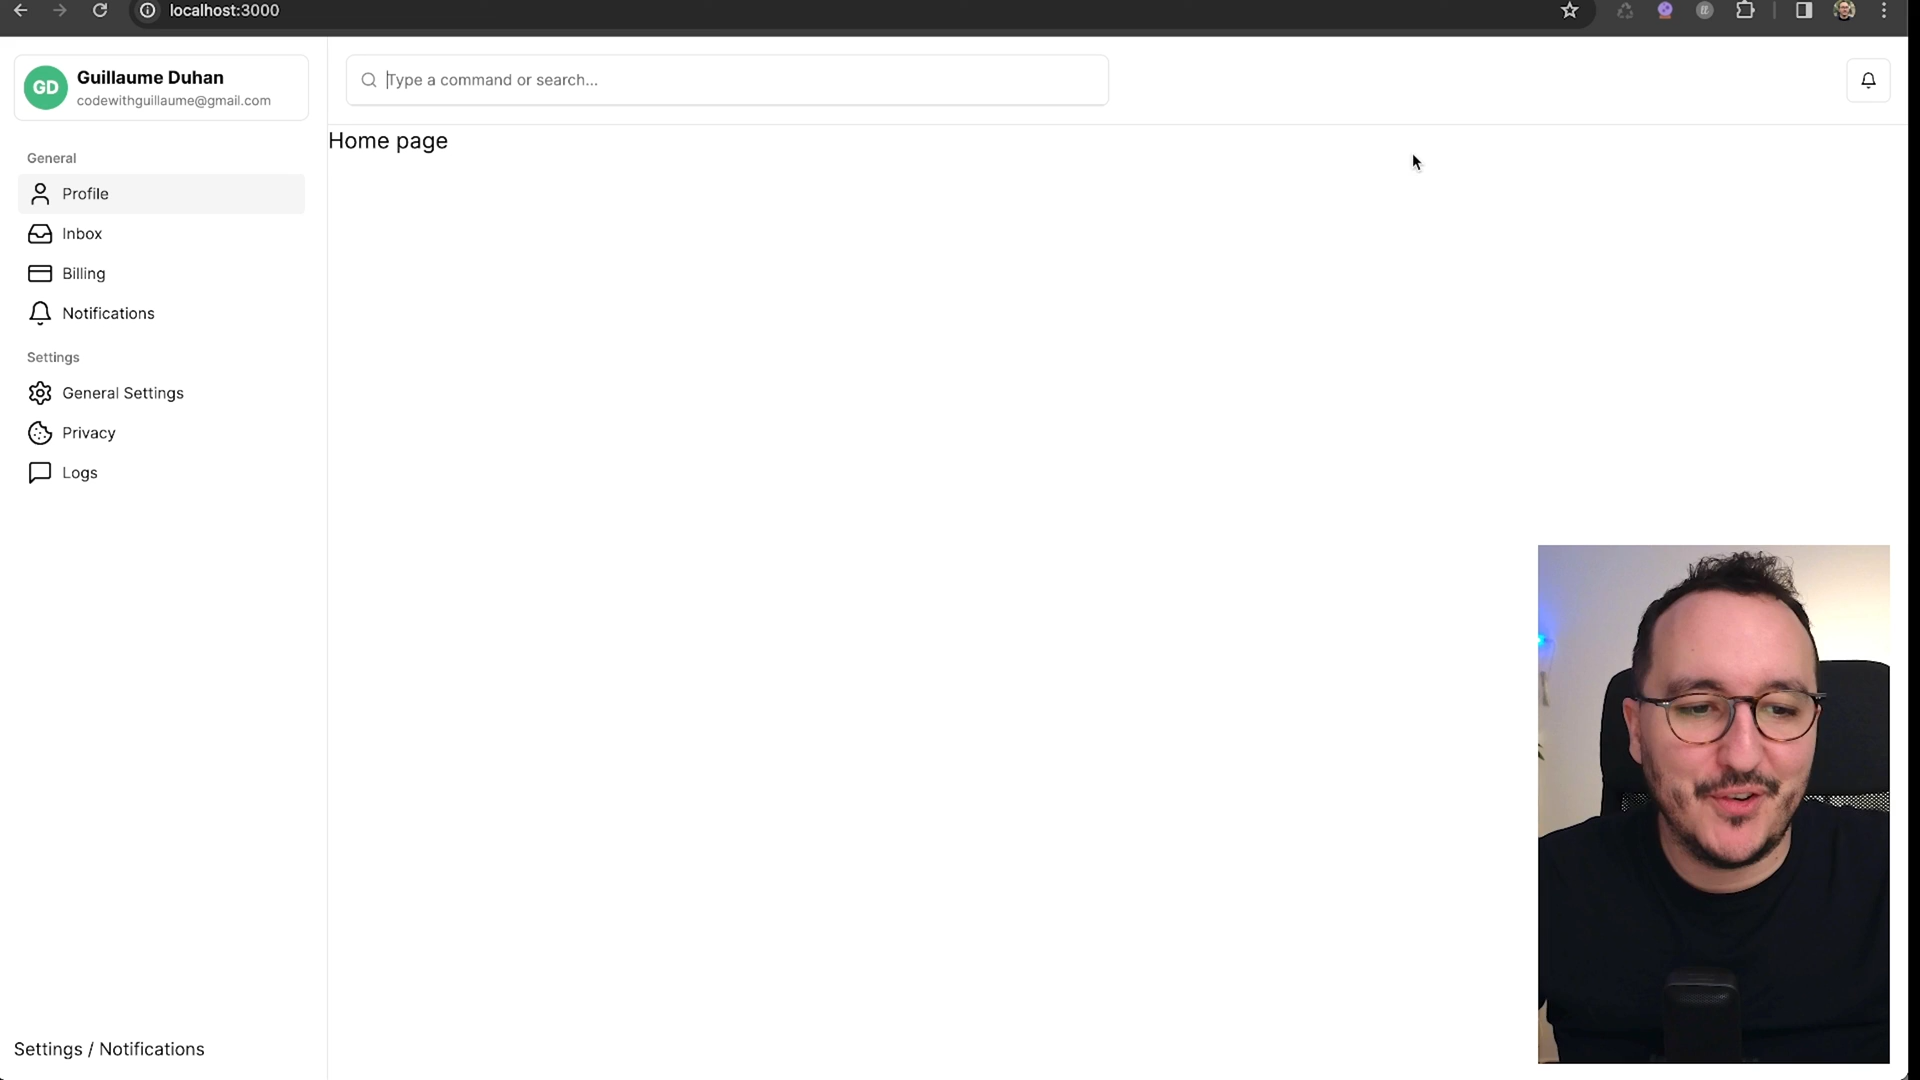 localhost:3000
GD
Guillaume Duhan
codewithguillaume@gmail.com
Type a command or search...
Home page
General
Profile
Inbox
Billing
Notifications
Settings
General Settings
Privacy
Logs
Settings / Notifications